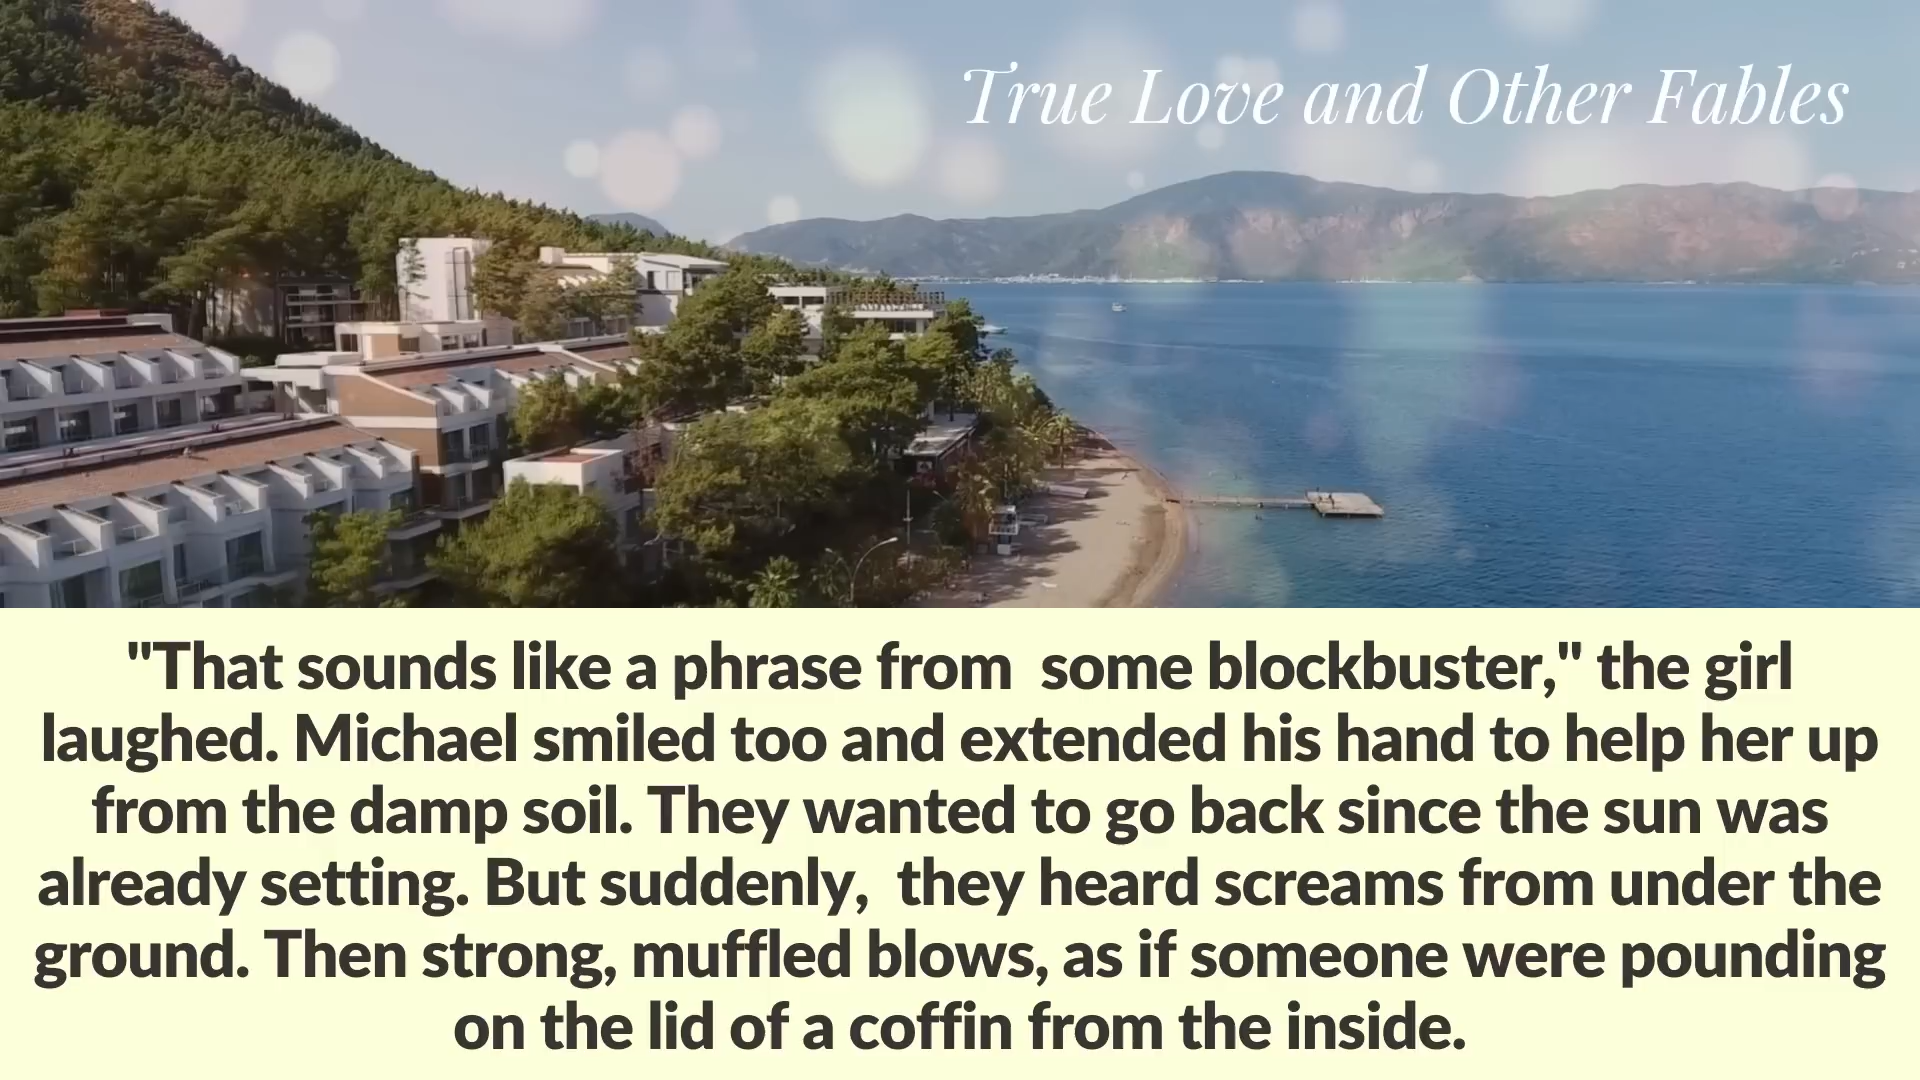 True Love and Other Fables
"That sounds like a phrase from  some blockbuster," the girl
laughed. Michael smiled too and extended his hand to help her up
from the damp soil. They wanted to go back since the sun was
already setting. But suddenly,  they heard screams from under the
ground. Then strong, muffled blows, as if someone were pounding
on the lid of a coffin from the inside.